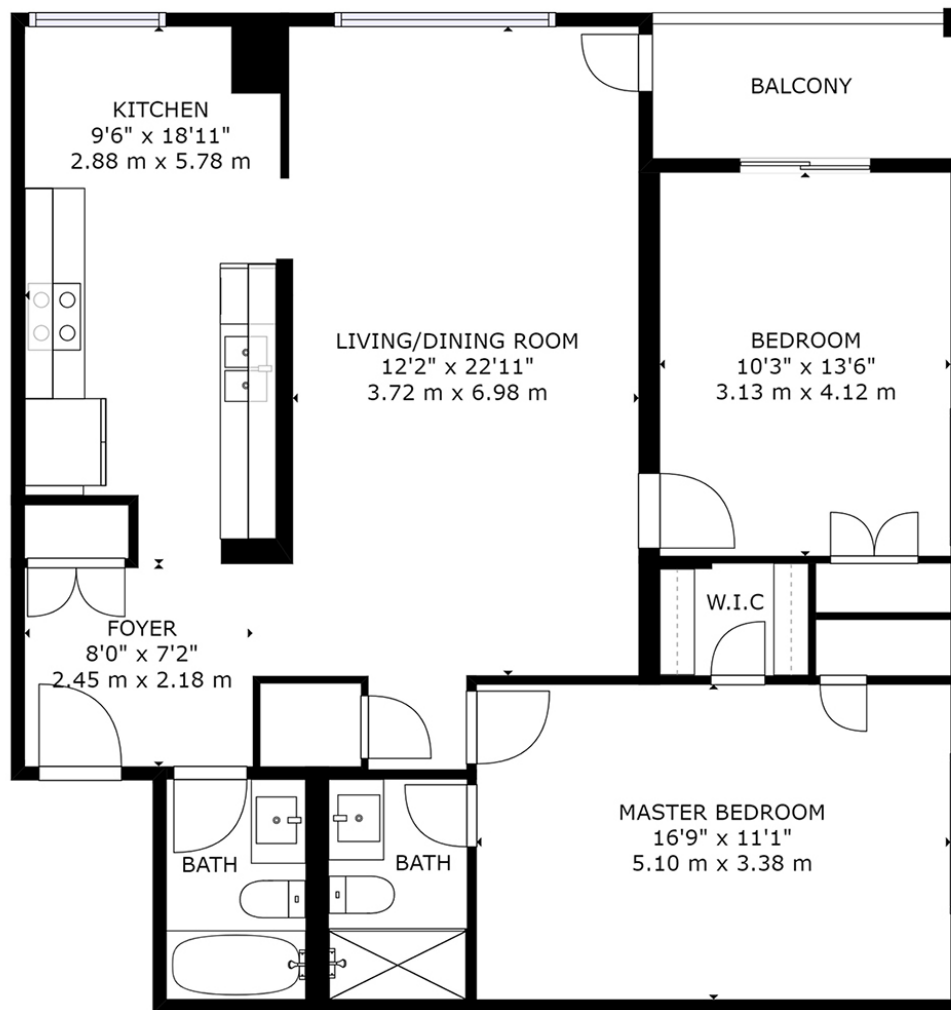 KITCHEN
9'6" x 18'11"
2.88 m x 5.78 m
BALCONY
LIVING/DINING ROOM
12'2" x 22'11"
3.72 m x 6.98 m
BEDROOM
10'3" x 13'6"
3.13 m x 4.12 m
W.I.C
FOYER
8'0" x 7'2"
2.45 m x 2.18 m
MASTER BEDROOM
16'9" x 11'1"
5.10 m x 3.38 m
BATH
BATH